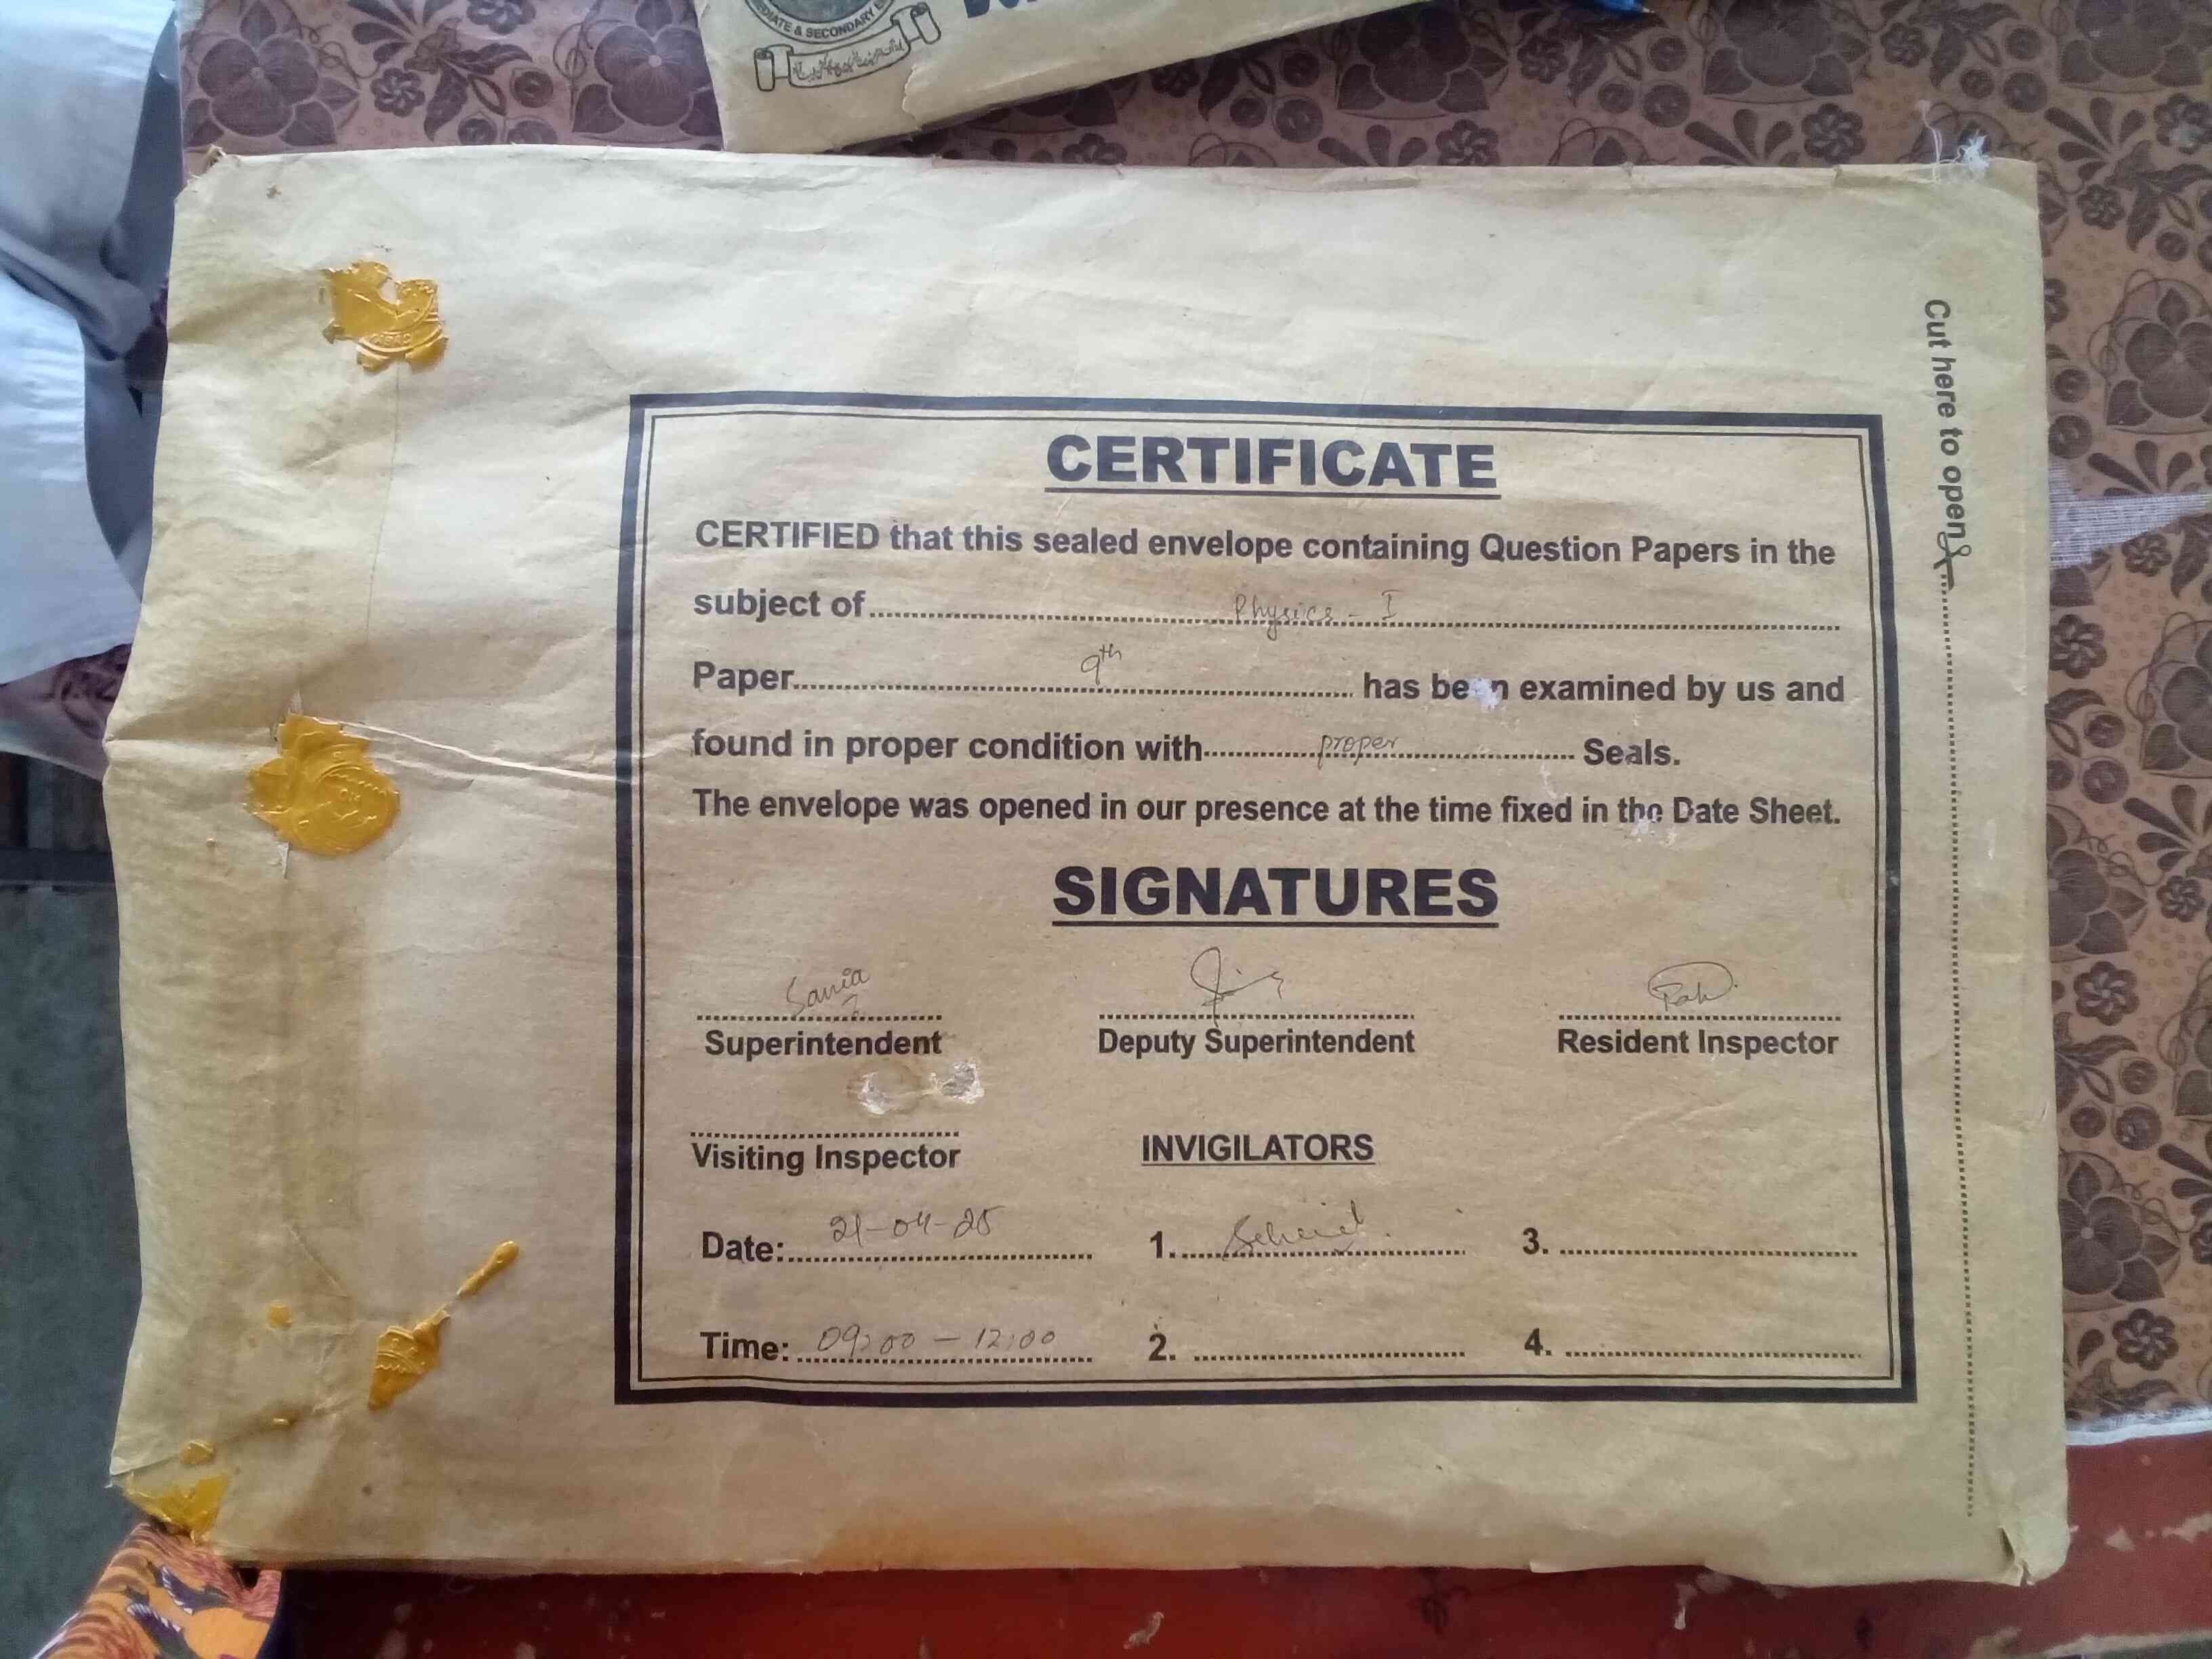 DIATE & SECONDARY
Cut here to open
CERTIFICATE
CERTIFIED that this sealed envelope containing Question Papers in the
subject of Physics - I
Paper 9th has been examined by us and
found in proper condition with proper Seals.
The envelope was opened in our presence at the time fixed in the Date Sheet.
SIGNATURES
Sania
Superintendent Deputy Superintendent Resident Inspector
Visiting Inspector INVIGILATORS
Date: 21-04-25 1. 3.
Time: 09:00 - 12:00 2. 4.